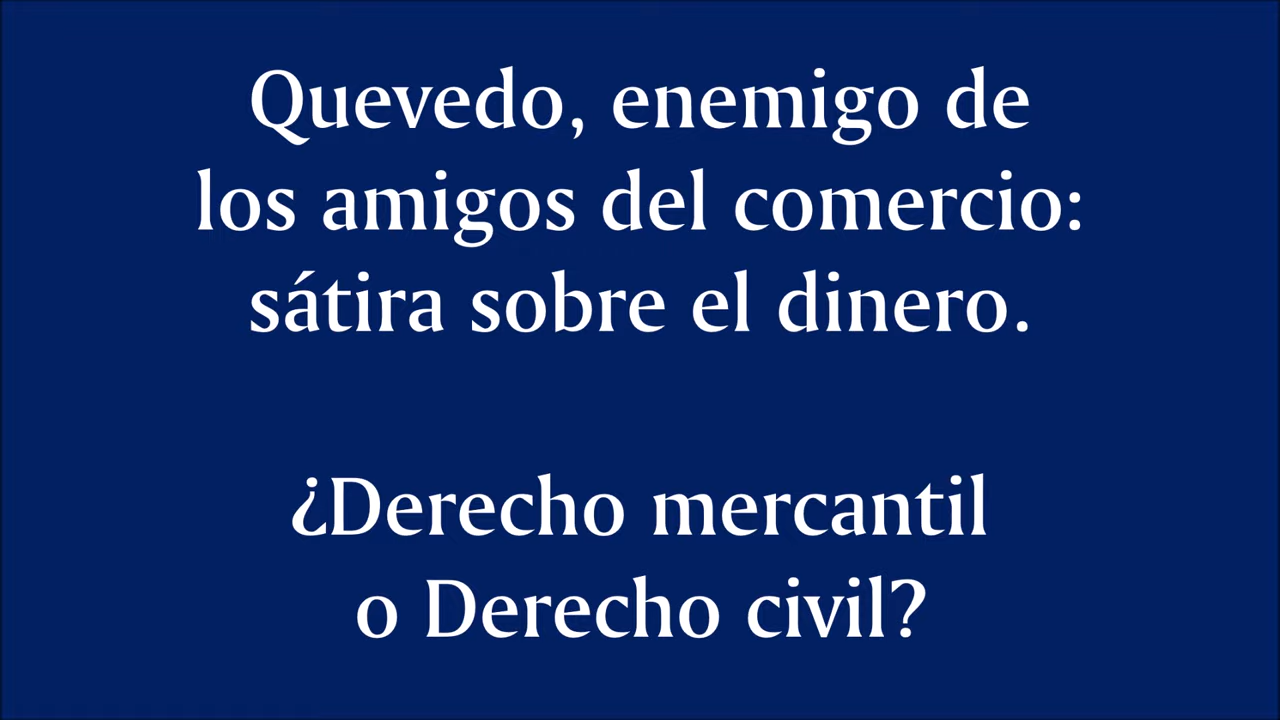 Quevedo, enemigo de
los amigos del comercio:
sátira sobre el dinero.
¿Derecho mercantil
o Derecho civil?